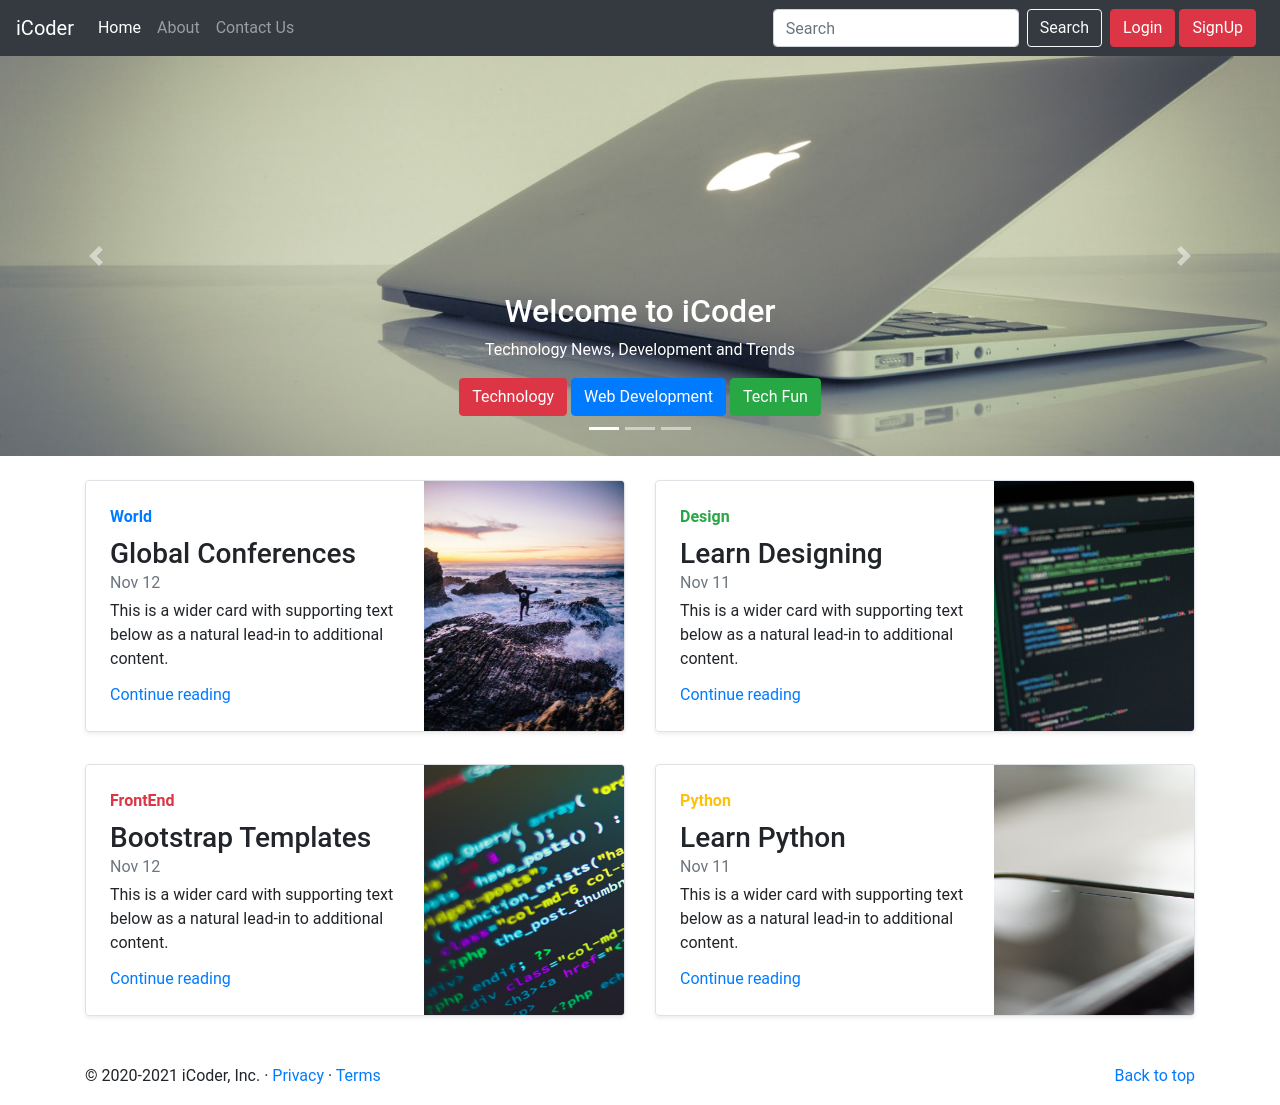 iCoder Home About Contact Us Search Search Login SignUp
Welcome to iCoder
Technology News, Development and Trends
Technology Web Development Tech Fun
World
Global Conferences
Nov 12
This is a wider card with supporting text
below as a natural lead-in to additional
content.
Continue reading
Design
Learn Designing
Nov 11
This is a wider card with supporting text
below as a natural lead-in to additional
content.
Continue reading
FrontEnd
Bootstrap Templates
Nov 12
This is a wider card with supporting text
below as a natural lead-in to additional
content.
Continue reading
Python
Learn Python
Nov 11
This is a wider card with supporting text
below as a natural lead-in to additional
content.
Continue reading
© 2020-2021 iCoder, Inc. · Privacy · Terms
Back to top